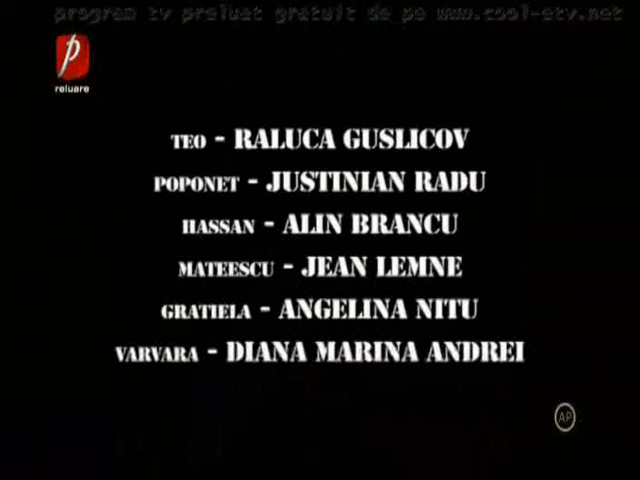 program tv preluat gratuit de pe www.cool-etv.net
p
reluare
TEO - RALUCA GUSLICOV
POPONET - JUSTINIAN RADU
HASSAN - ALIN BRANCU
MATEESCU - JEAN LEMNE
GRATIELA - ANGELINA NITU
VARVARA - DIANA MARINA ANDREI
AP